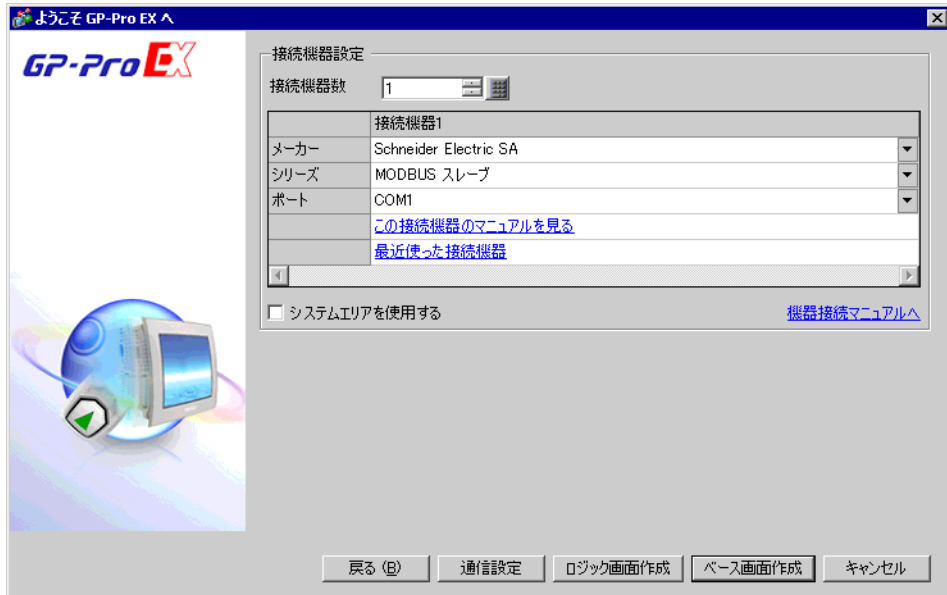 ようこそ GP-Pro EX へ
GP-Pro EX
接続機器設定
接続機器数 1
接続機器1
メーカー Schneider Electric SA
シリーズ MODBUS スレーブ
ポート COM1
この接続機器のマニュアルを見る
最近使った接続機器
システムエリアを使用する 機器接続マニュアルへ
戻る (B) 通信設定 ロジック画面作成 ベース画面作成 キャンセル